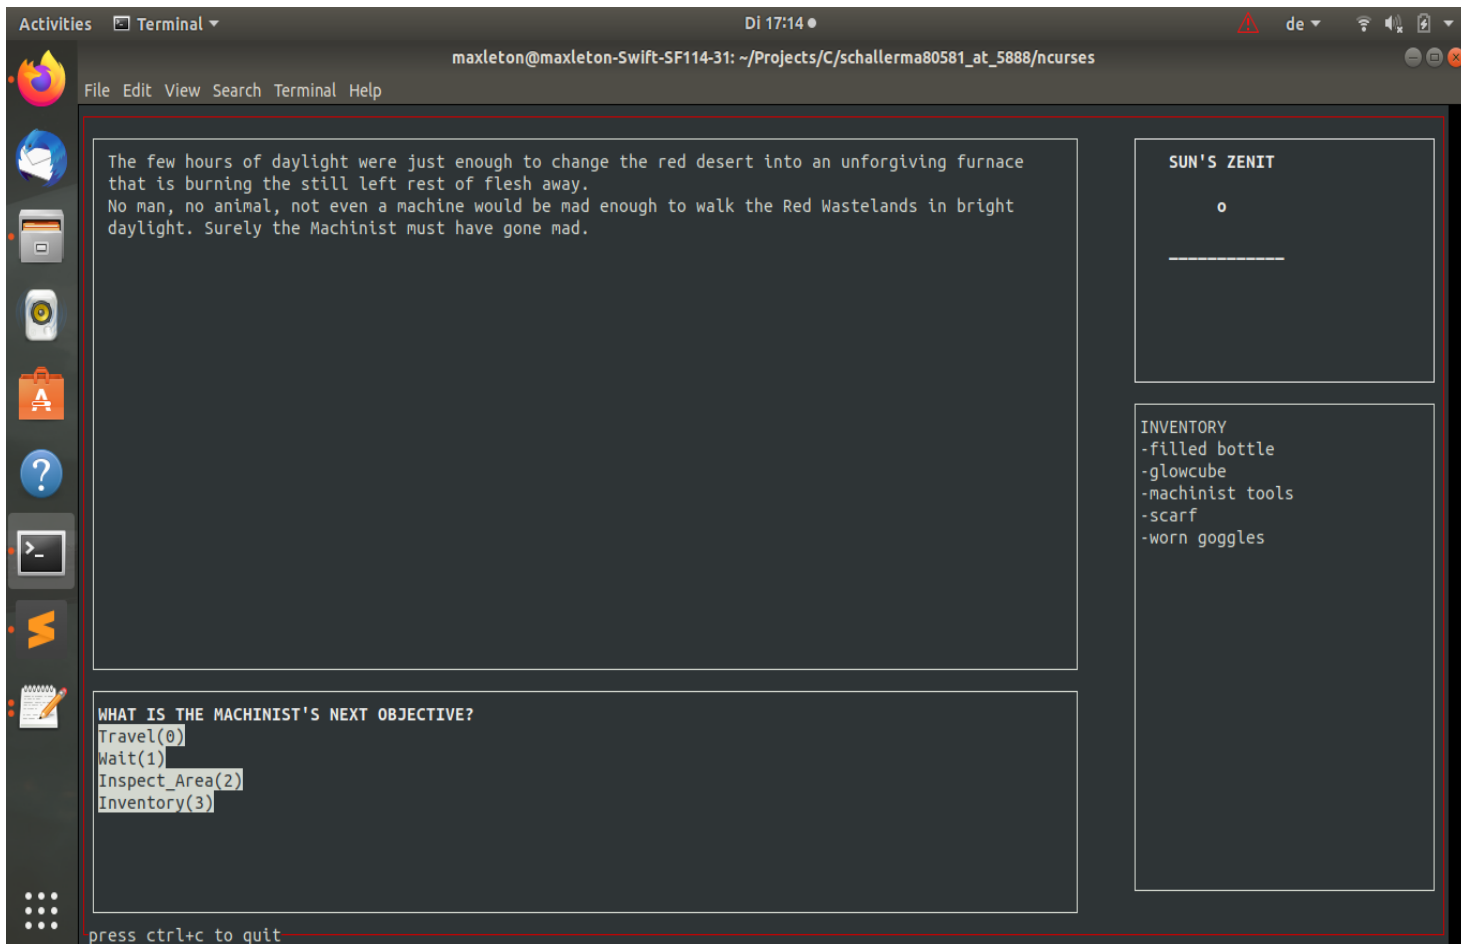 Activities Terminal Di 17:14 de
maxleton@maxleton-Swift-SF114-31: ~/Projects/C/schallerma80581_at_5888/ncurses
File Edit View Search Terminal Help
The few hours of daylight were just enough to change the red desert into an unforgiving furnace
that is burning the still left rest of flesh away.
No man, no animal, not even a machine would be mad enough to walk the Red Wastelands in bright
daylight. Surely the Machinist must have gone mad.
SUN'S ZENIT
o
____________
INVENTORY
-filled bottle
-glowcube
-machinist tools
-scarf
-worn goggles
WHAT IS THE MACHINIST'S NEXT OBJECTIVE?
Travel(0)
Wait(1)
Inspect_Area(2)
Inventory(3)
press ctrl+c to quit